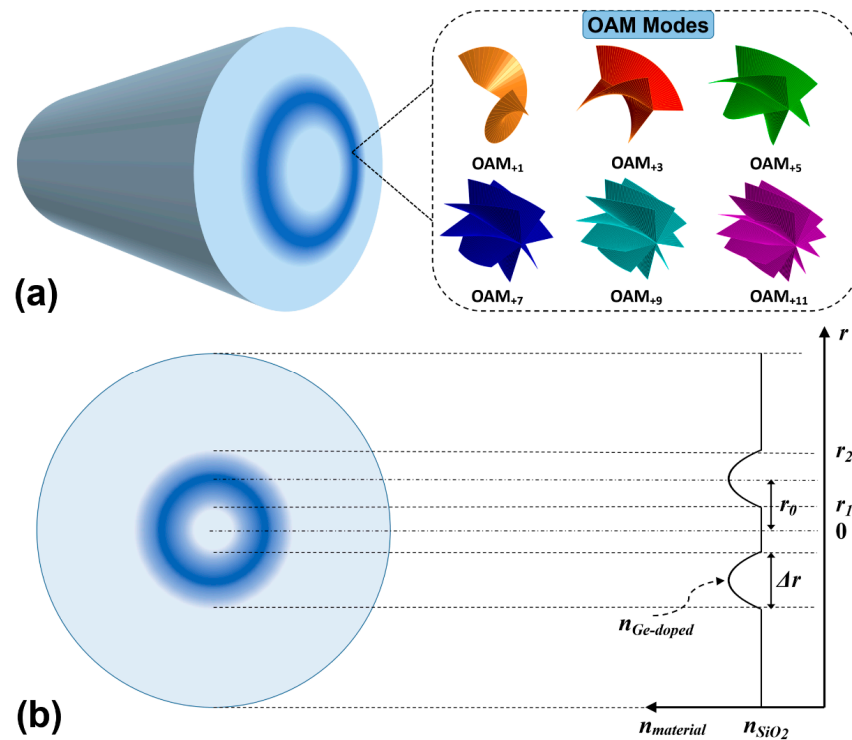 OAM Modes
OAM+1
OAM+3
OAM+5
OAM+7
OAM+9
OAM+11
(a)
r
r2
r0
r1
0
Δr
nGe-doped
(b)
nmaterial
nSiO2